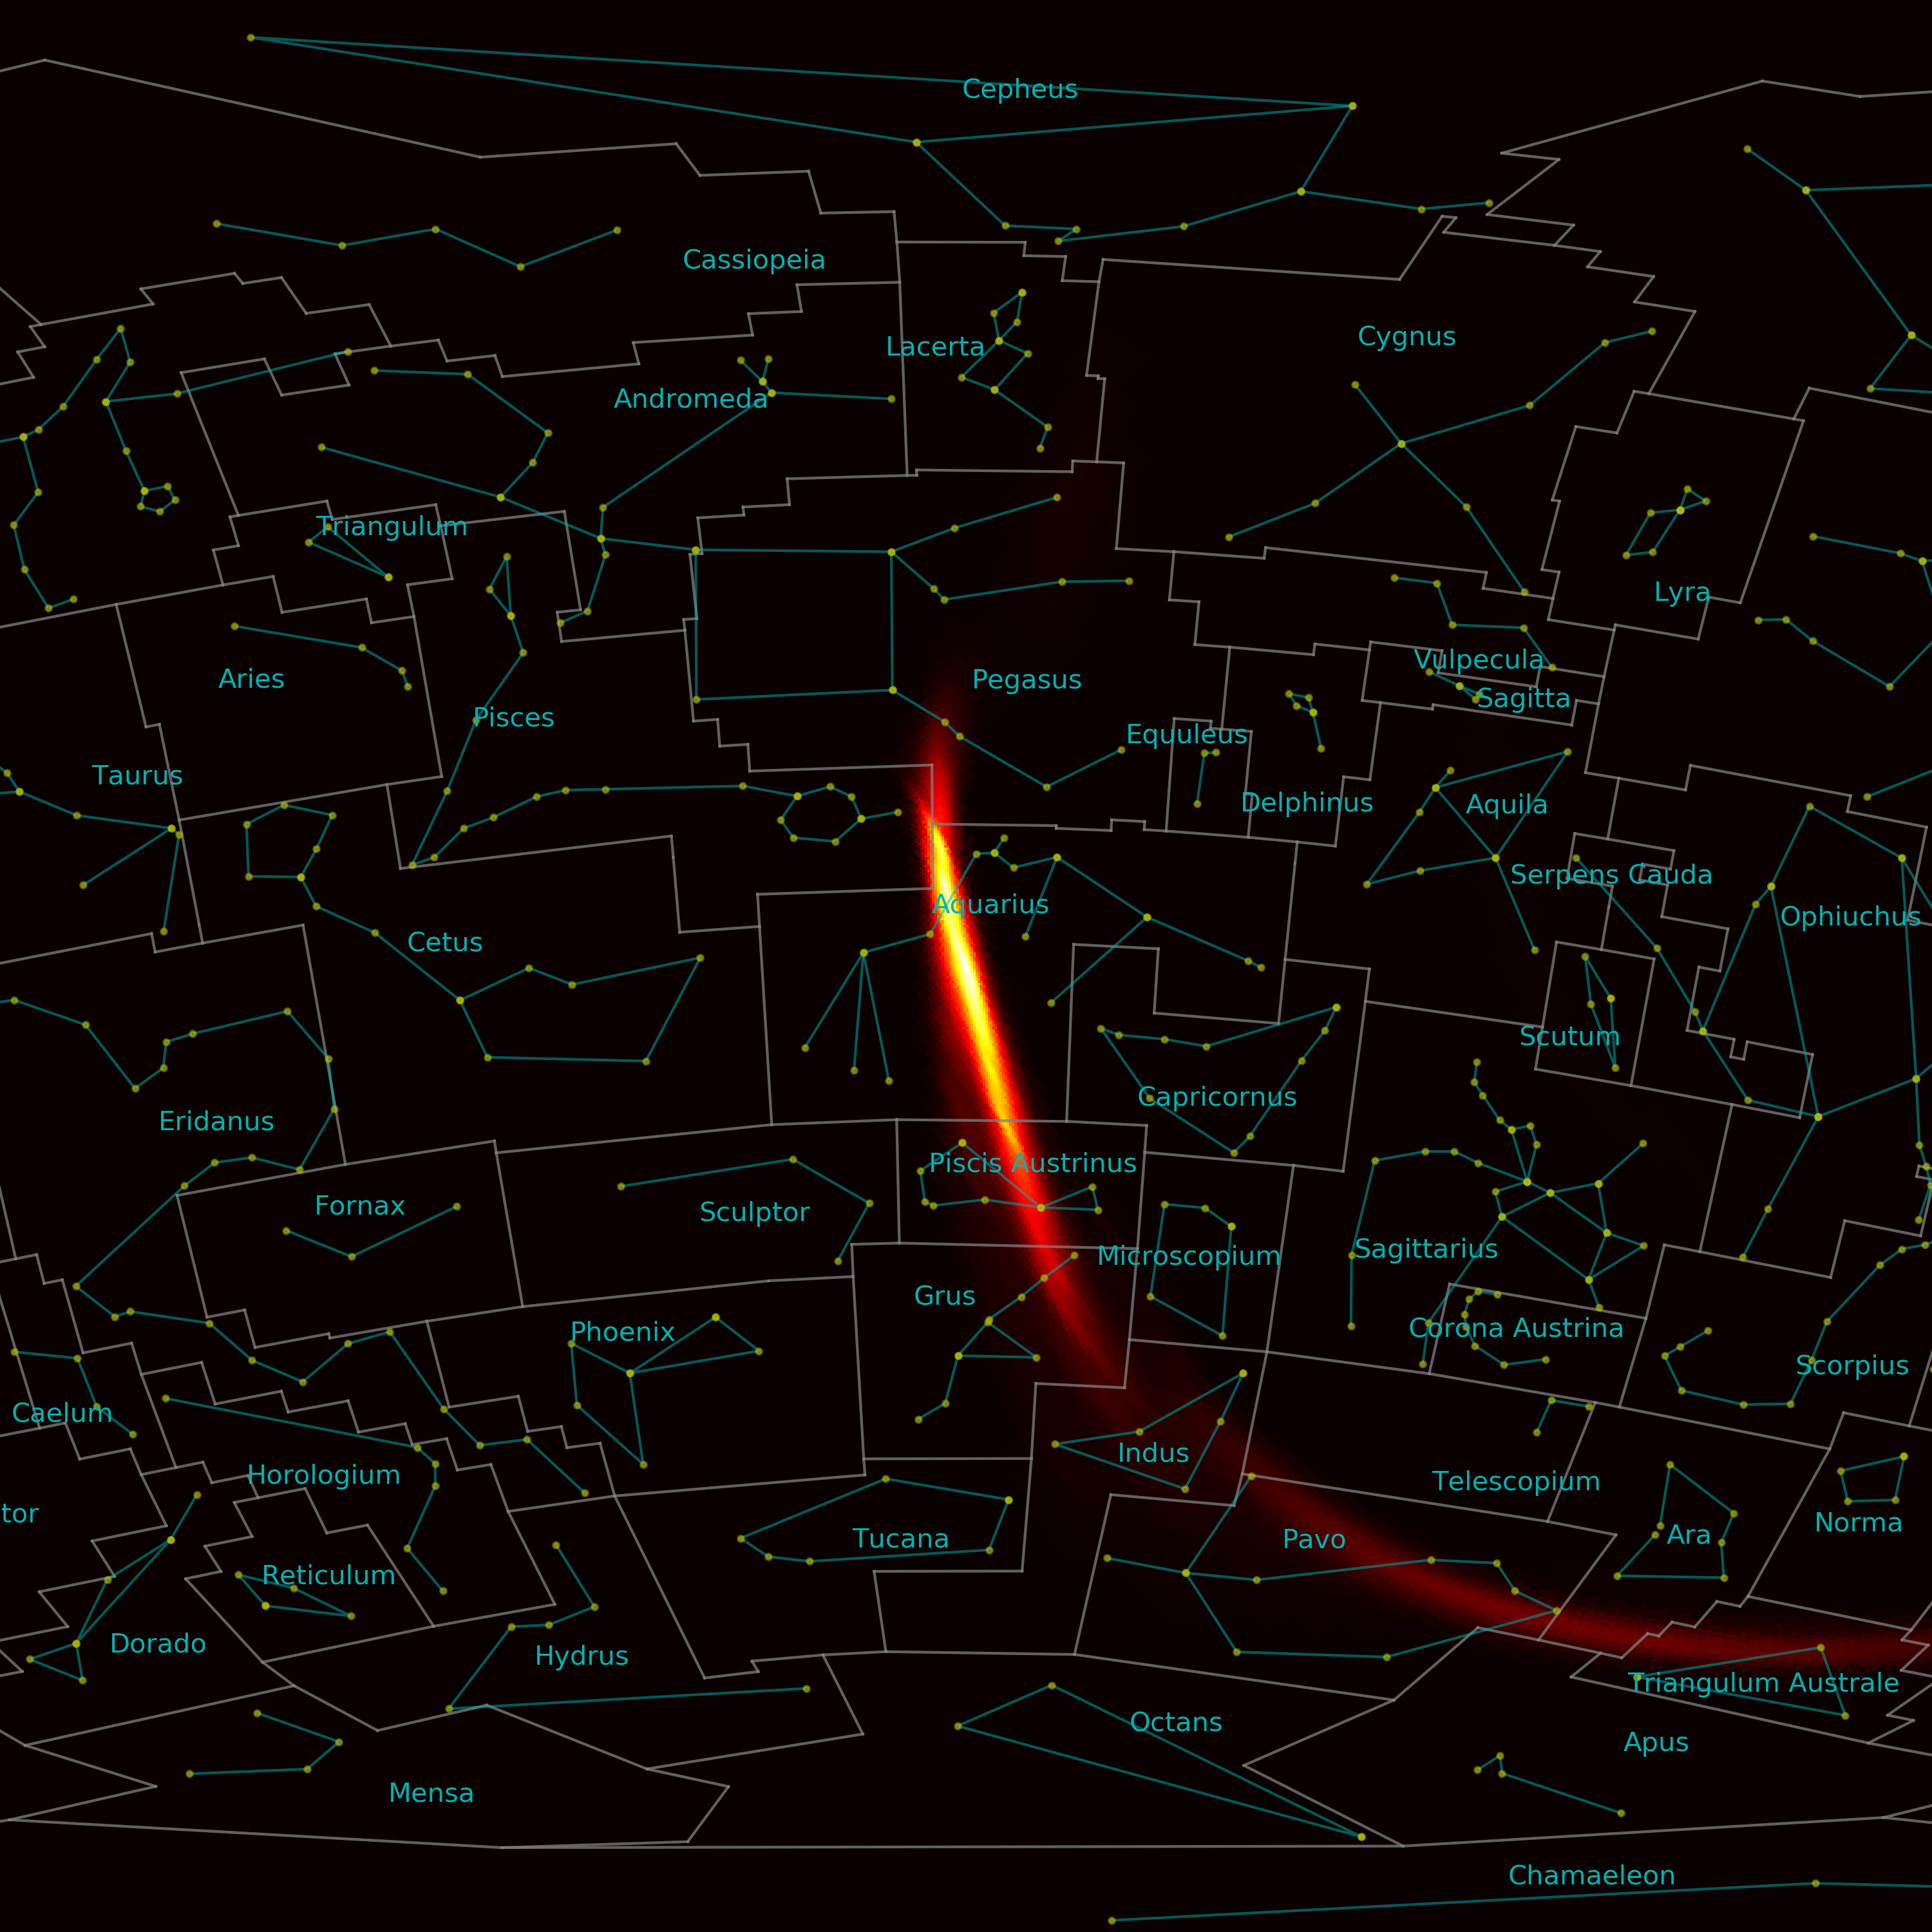 Cepheus
Cassiopeia
Cygnus
Lacerta
Andromeda
Triangulum
Lyra
Vulpecula
Aries
Pegasus
Sagitta
Pisces
Equuleus
Taurus
Delphinus
Aquila
Serpens Cauda
Aquarius
Ophiuchus
Cetus
Scutum
Capricornus
Eridanus
Piscis Austrinus
Fornax
Sculptor
Sagittarius
Microscopium
Grus
Corona Austrina
Phoenix
Scorpius
Caelum
Indus
Horologium
Telescopium
tor
Norma
Ara
Tucana
Pavo
Reticulum
Dorado
Hydrus
Triangulum Australe
Octans
Apus
Mensa
Chamaeleon